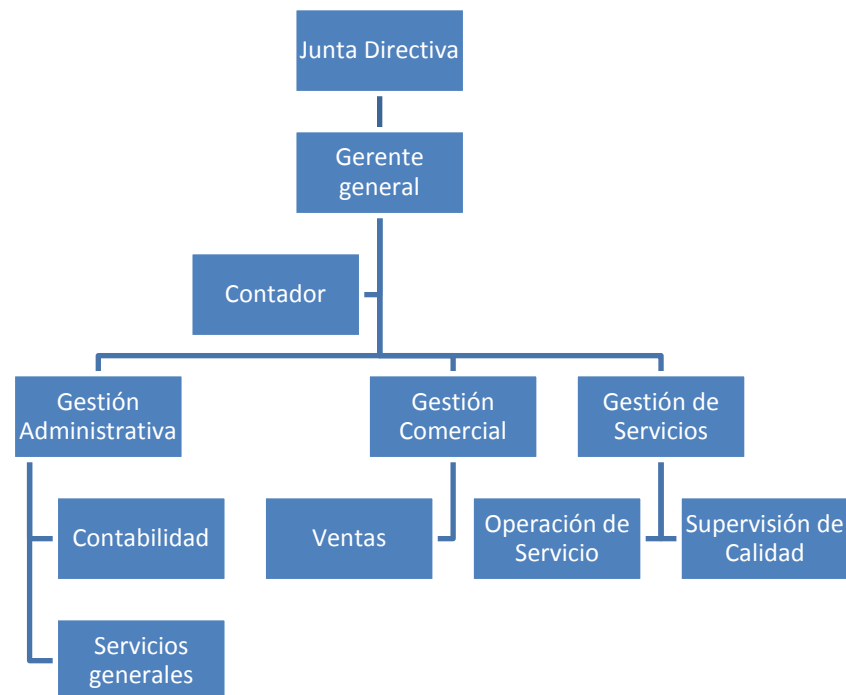 Junta Directiva
Gerente
general
Contador
Gestión
Administrativa
Gestión
Comercial
Gestión de
Servicios
Contabilidad
Ventas
Operación de
Servicio
Supervisión de
Calidad
Servicios
generales